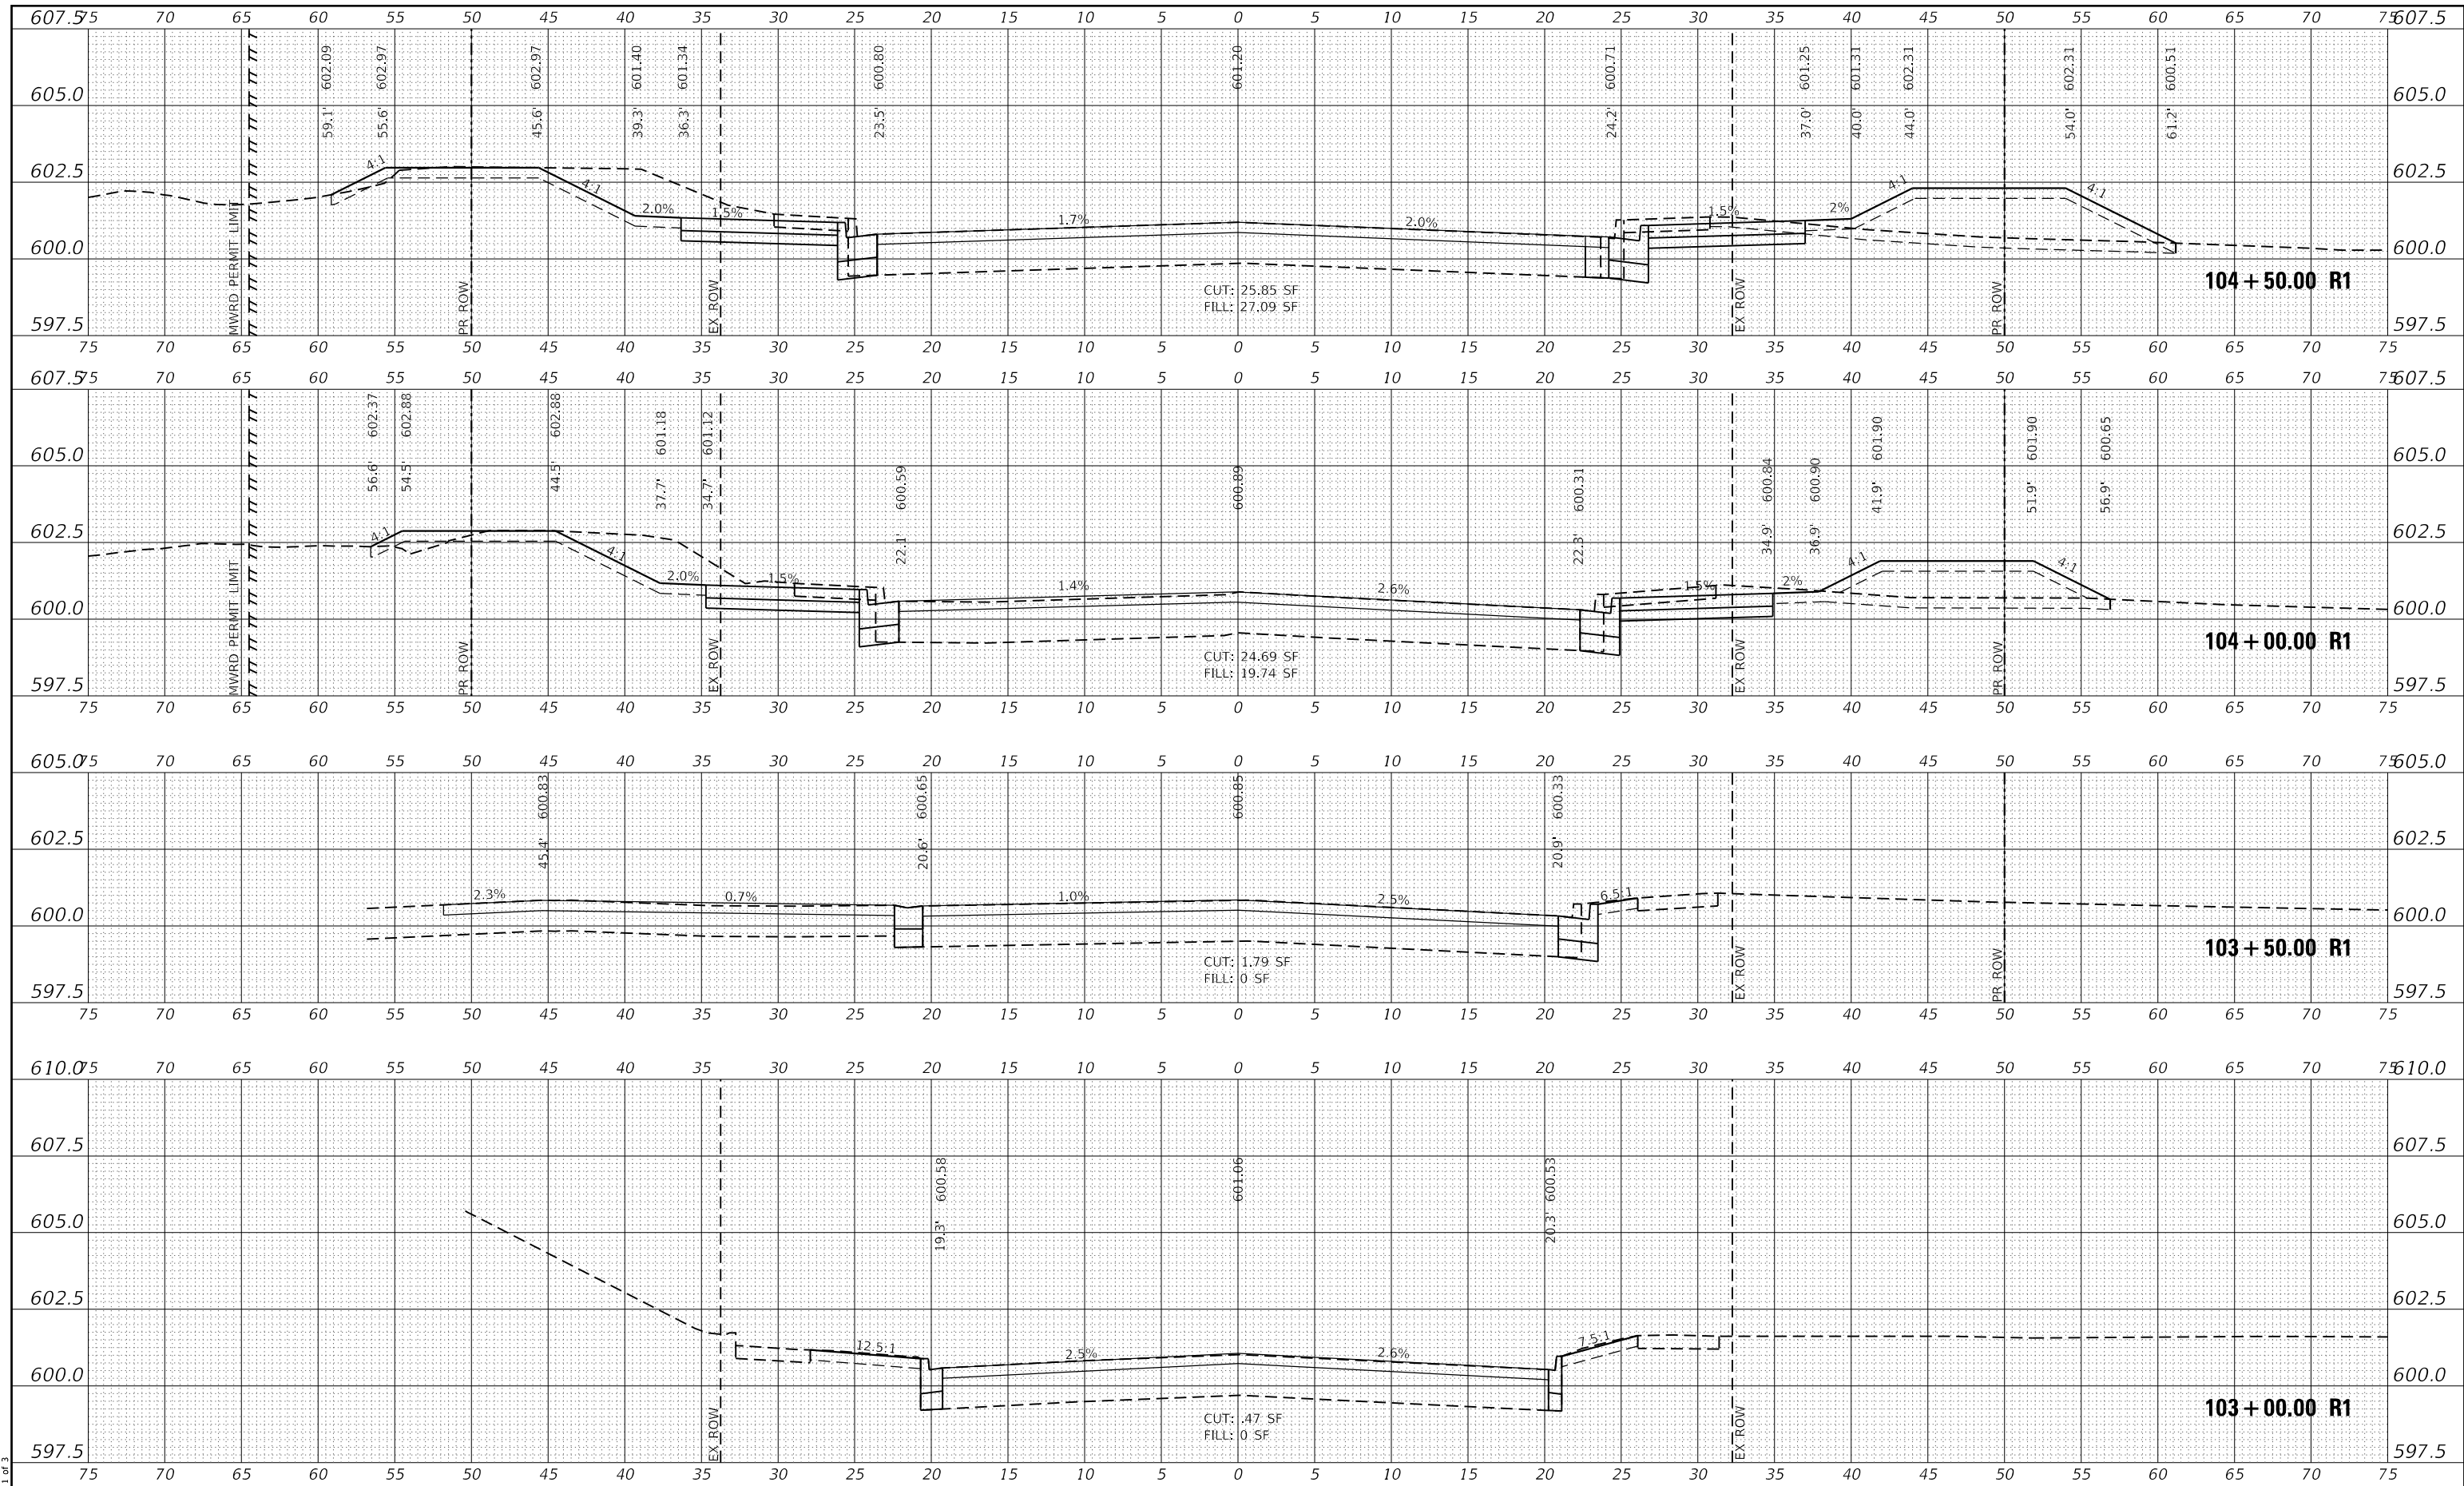 607.5 75 70 65 60 55 50 45 40 35 30 25 20 15 10 5 0 5 10 15 20 25 30 35 40 45 50 55 60 65 70 75 607.5
602.09 602.97 602.97 601.40 601.34 600.80 601.20 600.71 601.25 601.31 602.31 602.31 600.51
605.0 605.0
59.1' 55.6' 45.6' 39.3' 36.3' 23.5' 24.2' 37.0' 40.0' 44.0' 54.0' 61.2'
602.5 602.5
4:1 4:1 2.0% 1.5% 1.7% 2.0% 1.5% 2% 4:1 4:1
600.0 600.0
MWRD PERMIT LIMIT PR ROW EX ROW EX ROW PR ROW
104+50.00 R1
CUT: 25.85 SF
FILL: 27.09 SF
597.5 597.5
75 70 65 60 55 50 45 40 35 30 25 20 15 10 5 0 5 10 15 20 25 30 35 40 45 50 55 60 65 70 75
607.5 75 70 65 60 55 50 45 40 35 30 25 20 15 10 5 0 5 10 15 20 25 30 35 40 45 50 55 60 65 70 75 607.5
602.37 602.88 602.88 601.18 601.12 600.59 600.89 600.31 600.84 600.90 601.90 601.90 600.65
605.0 605.0
56.6' 54.5' 44.5' 37.7' 34.7' 22.1' 22.3' 34.9' 36.9' 41.9' 51.9' 56.9'
602.5 602.5
4:1 4:1 2.0% 1.5% 1.4% 2.6% 1.5% 2% 4:1 4:1
600.0 600.0
MWRD PERMIT LIMIT PR ROW EX ROW EX ROW PR ROW
104+00.00 R1
CUT: 24.69 SF
FILL: 19.74 SF
597.5 597.5
75 70 65 60 55 50 45 40 35 30 25 20 15 10 5 0 5 10 15 20 25 30 35 40 45 50 55 60 65 70 75
605.0 75 70 65 60 55 50 45 40 35 30 25 20 15 10 5 0 5 10 15 20 25 30 35 40 45 50 55 60 65 70 75 605.0
600.83 600.65 600.85 600.33
602.5 602.5
45.4' 20.6' 20.9'
2.3% 0.7% 1.0% 2.5% 6.5:1
600.0 600.0
EX ROW PR ROW
103+50.00 R1
CUT: 1.79 SF
FILL: 0 SF
597.5 597.5
75 70 65 60 55 50 45 40 35 30 25 20 15 10 5 0 5 10 15 20 25 30 35 40 45 50 55 60 65 70 75
610.0 75 70 65 60 55 50 45 40 35 30 25 20 15 10 5 0 5 10 15 20 25 30 35 40 45 50 55 60 65 70 75 610.0
607.5 607.5
600.58 601.06 600.53
605.0 605.0
19.3' 20.3'
602.5 602.5
12.5:1 2.5% 2.6% 7.5:1
600.0 600.0
EX ROW EX ROW
103+00.00 R1
CUT: .47 SF
FILL: 0 SF
597.5 597.5
75 70 65 60 55 50 45 40 35 30 25 20 15 10 5 0 5 10 15 20 25 30 35 40 45 50 55 60 65 70 75
1 of 3